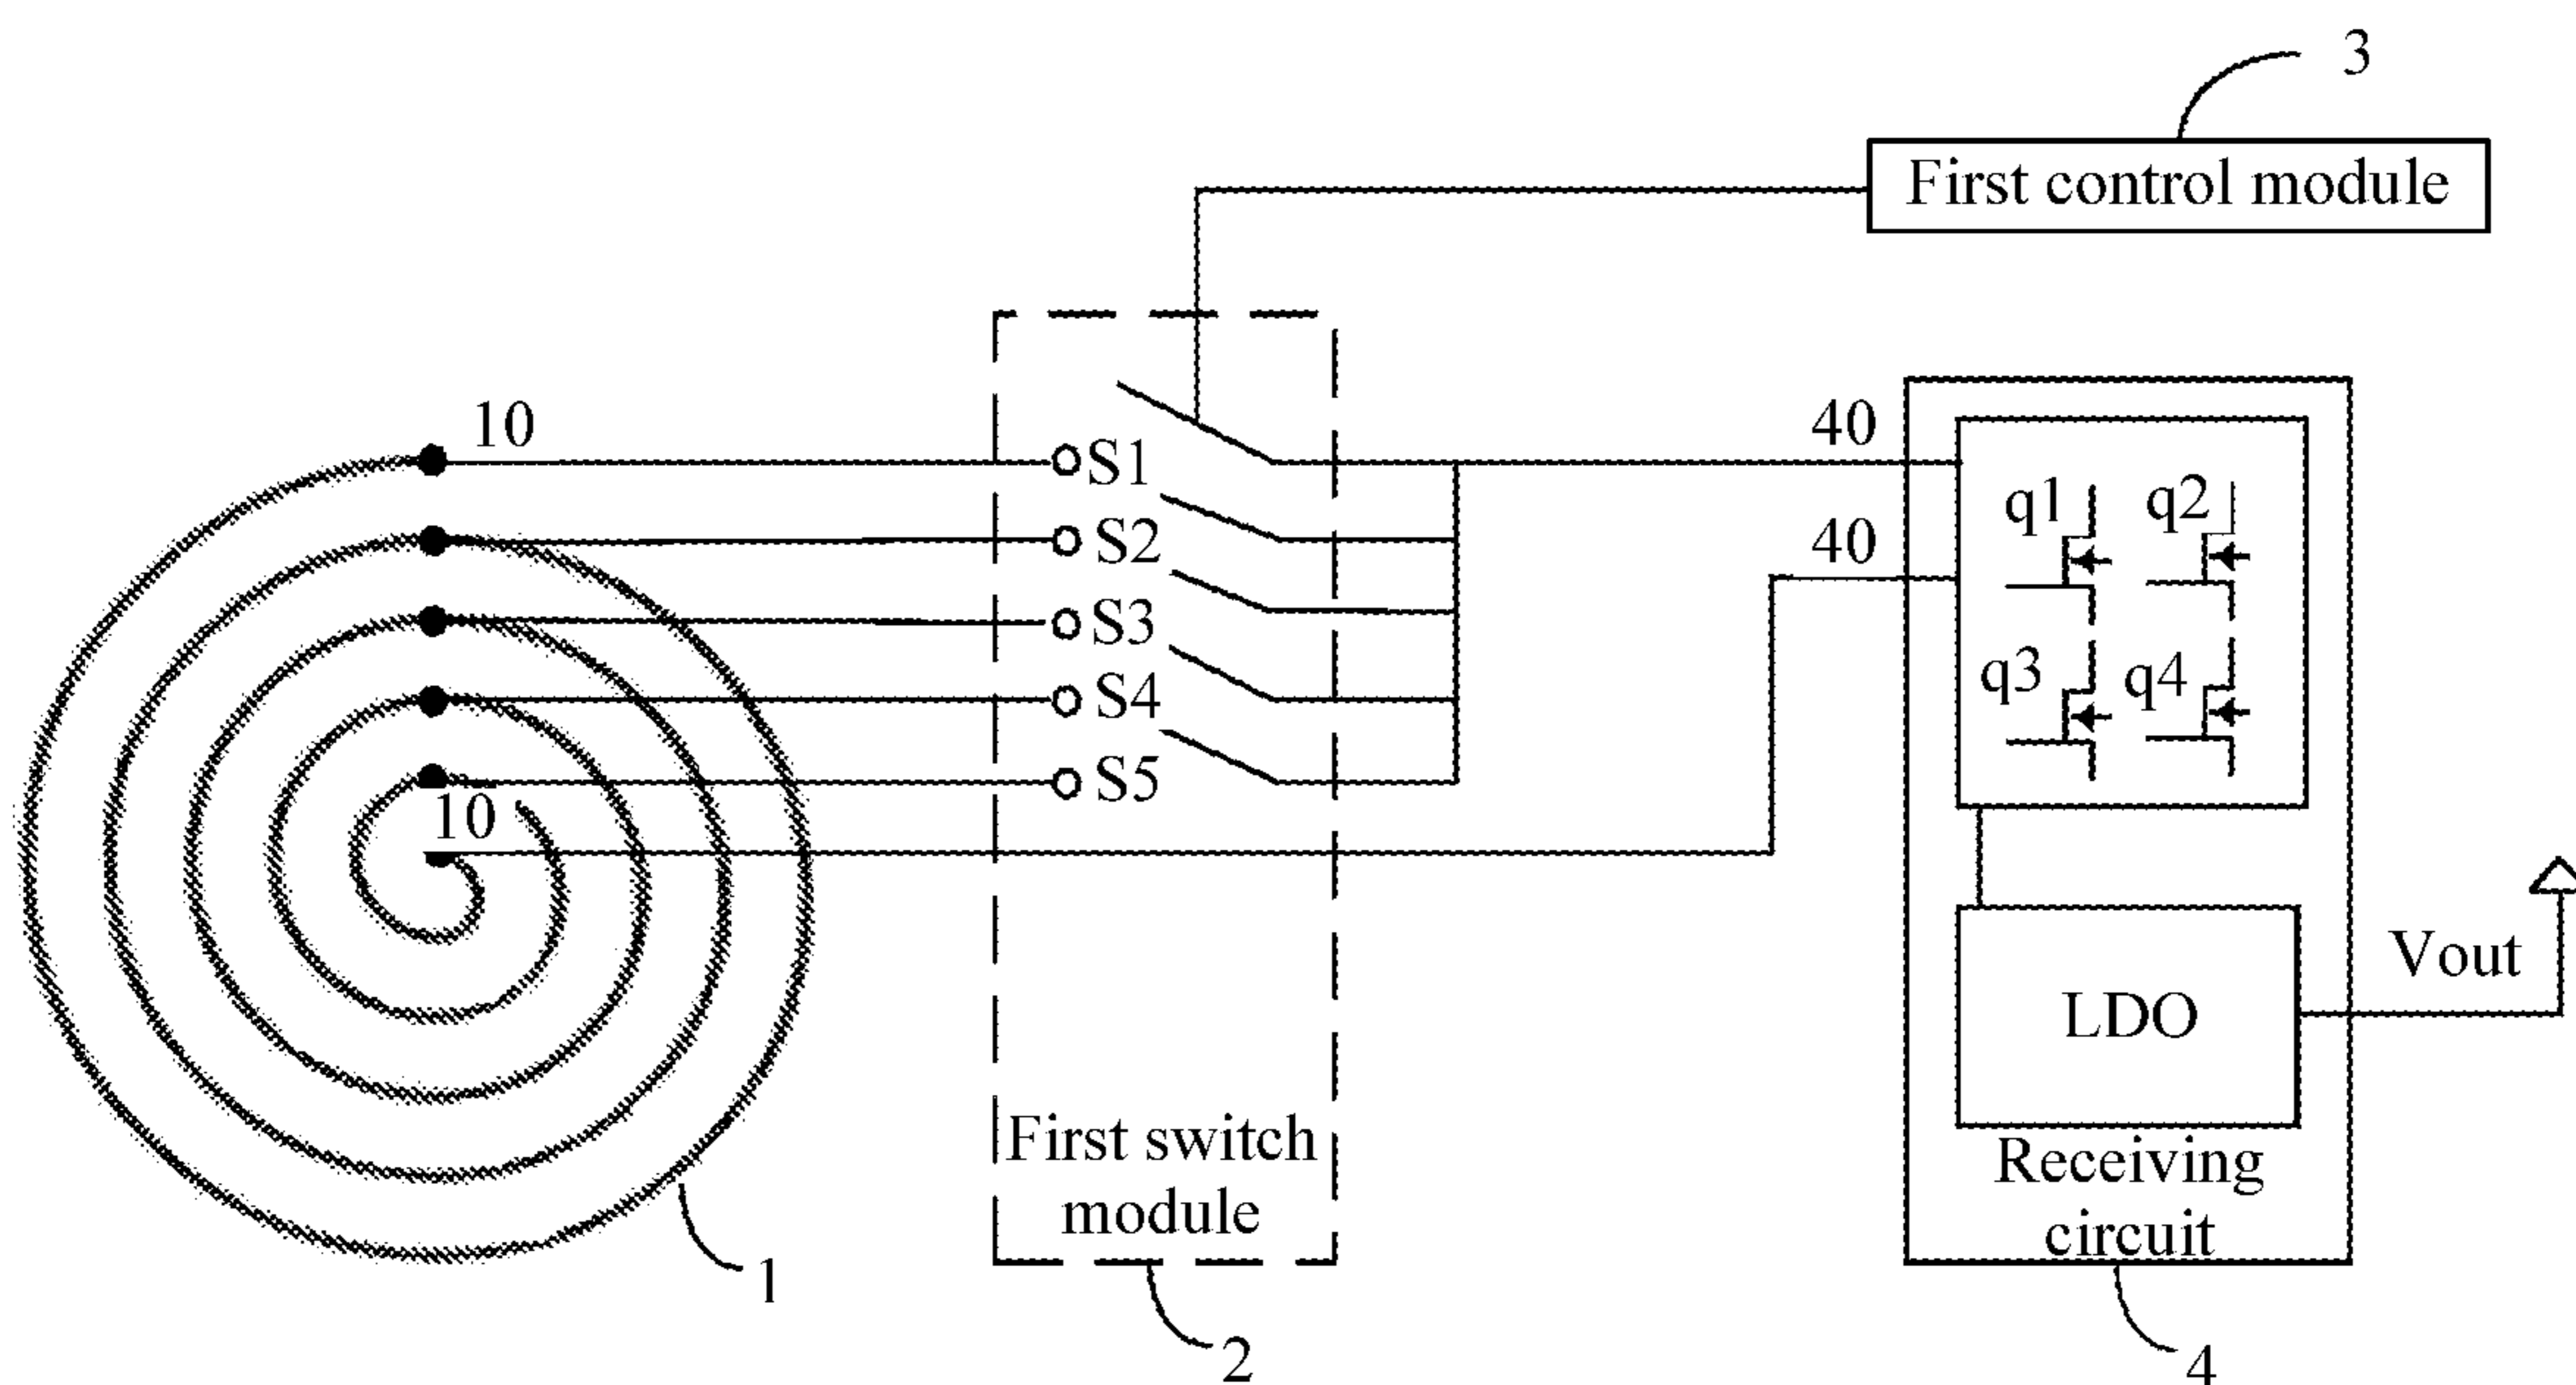 3
First control module
10
40
S1
q1
q2
40
S2
S3
q3
q4
S4
S5
10
Vout
LDO
First switch
module
Receiving
circuit
1
2
4